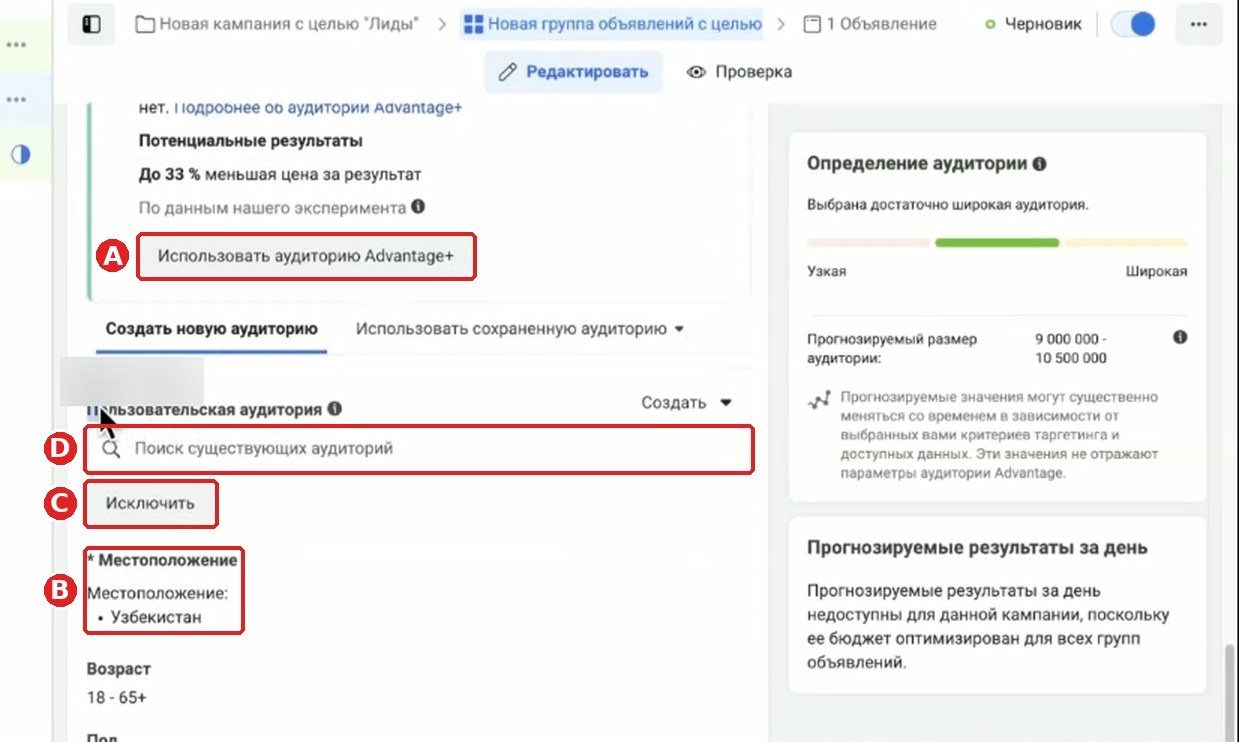 Новая кампания с целью "Лиды"
Новая группа объявлений с целью
1 Объявление
Черновик
Редактировать
Проверка
нет. Подробнее об аудитории Advantage+
Потенциальные результаты
До 33 % меньшая цена за результат
По данным нашего эксперимента
A
Использовать аудиторию Advantage+
Создать новую аудиторию
Использовать сохраненную аудиторию
Пользовательская аудитория
Создать
D
Поиск существующих аудиторий
C
Исключить
B
* Местоположение
Местоположение:
• Узбекистан
Возраст
18 - 65+
Пол
Определение аудитории
Выбрана достаточно широкая аудитория.
Узкая
Широкая
Прогнозируемый размер
аудитории:
9 000 000 -
10 500 000
Прогнозируемые значения могут существенно
меняться со временем в зависимости от
выбранных вами критериев таргетинга и
доступных данных. Эти значения не отражают
параметры аудитории Advantage.
Прогнозируемые результаты за день
Прогнозируемые результаты за день
недоступны для данной кампании, поскольку
ее бюджет оптимизирован для всех групп
объявлений.